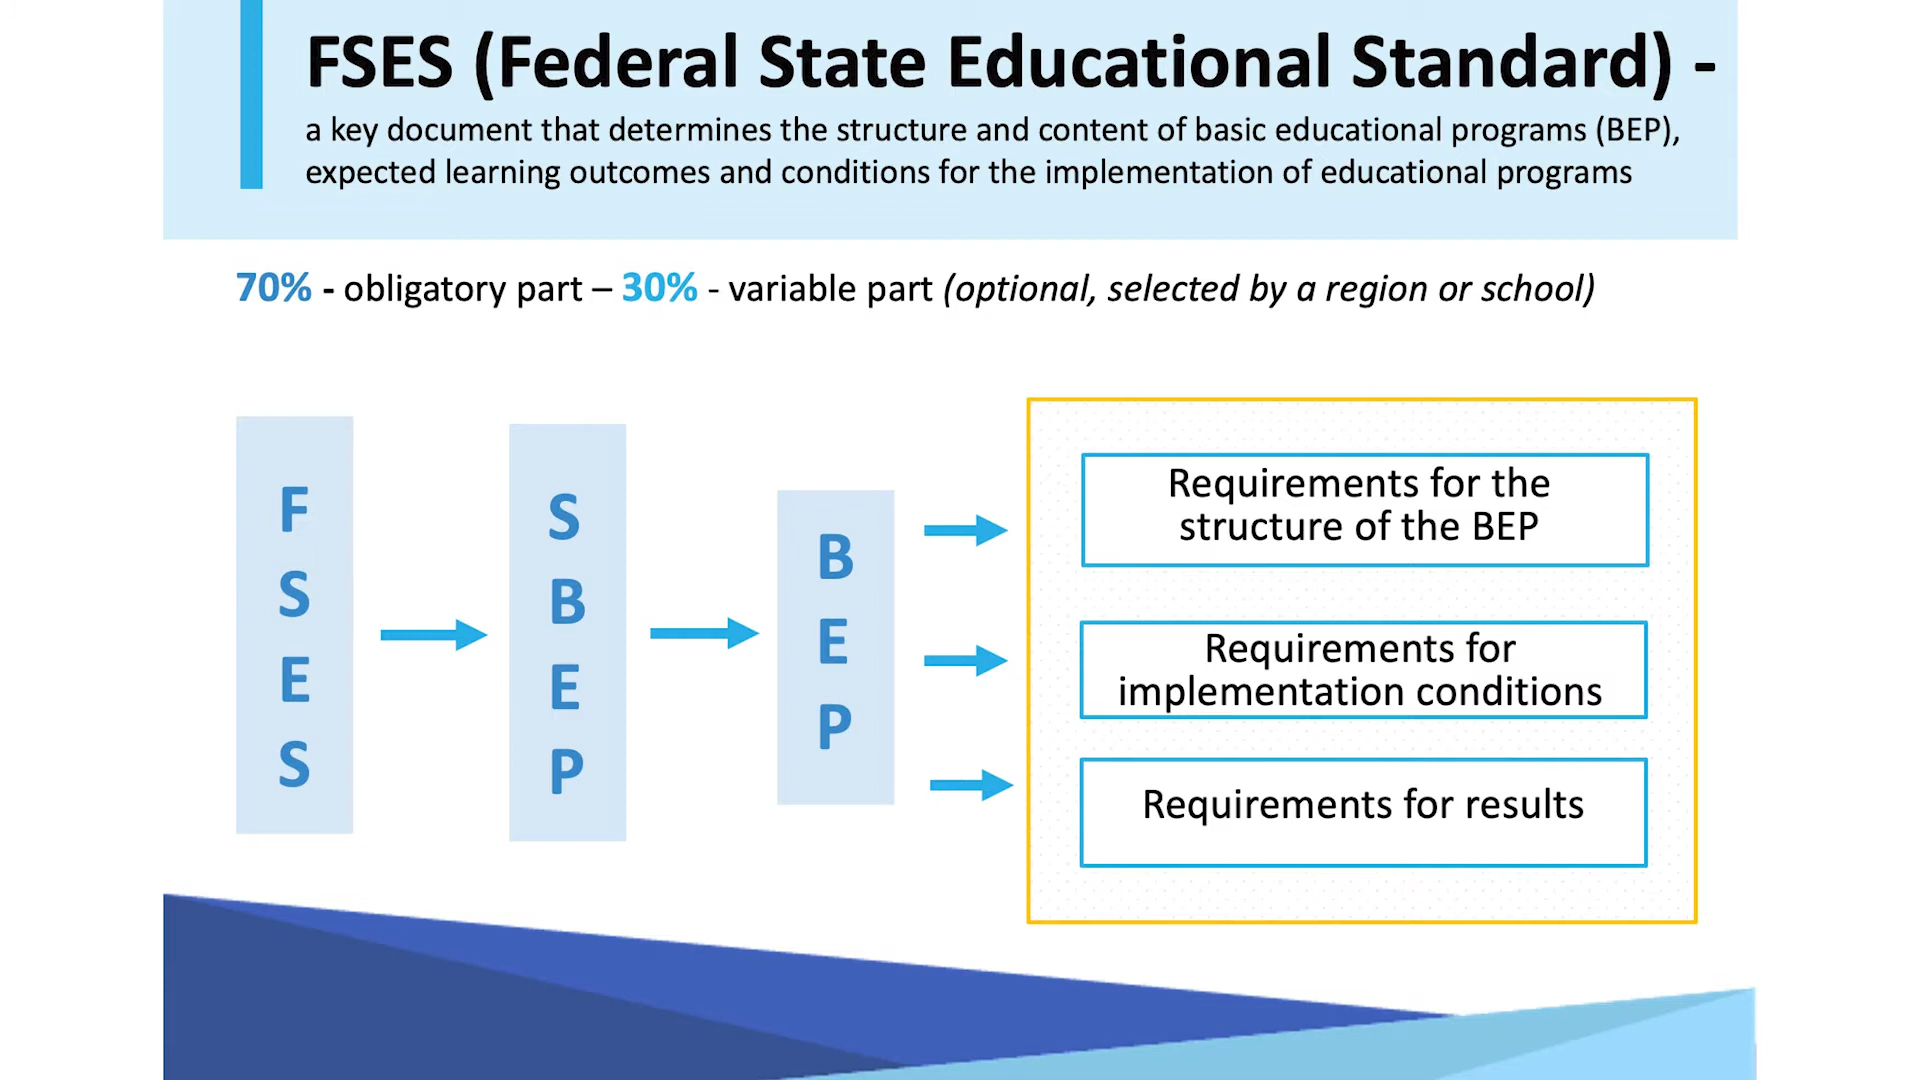 FSES (Federal State Educational Standard) -
a key document that determines the structure and content of basic educational programs (BEP),
expected learning outcomes and conditions for the implementation of educational programs
70% - obligatory part – 30% - variable part (optional, selected by a region or school)
F
S
E
S
S
B
E
P
B
E
P
Requirements for the
structure of the BEP
Requirements for
implementation conditions
Requirements for results